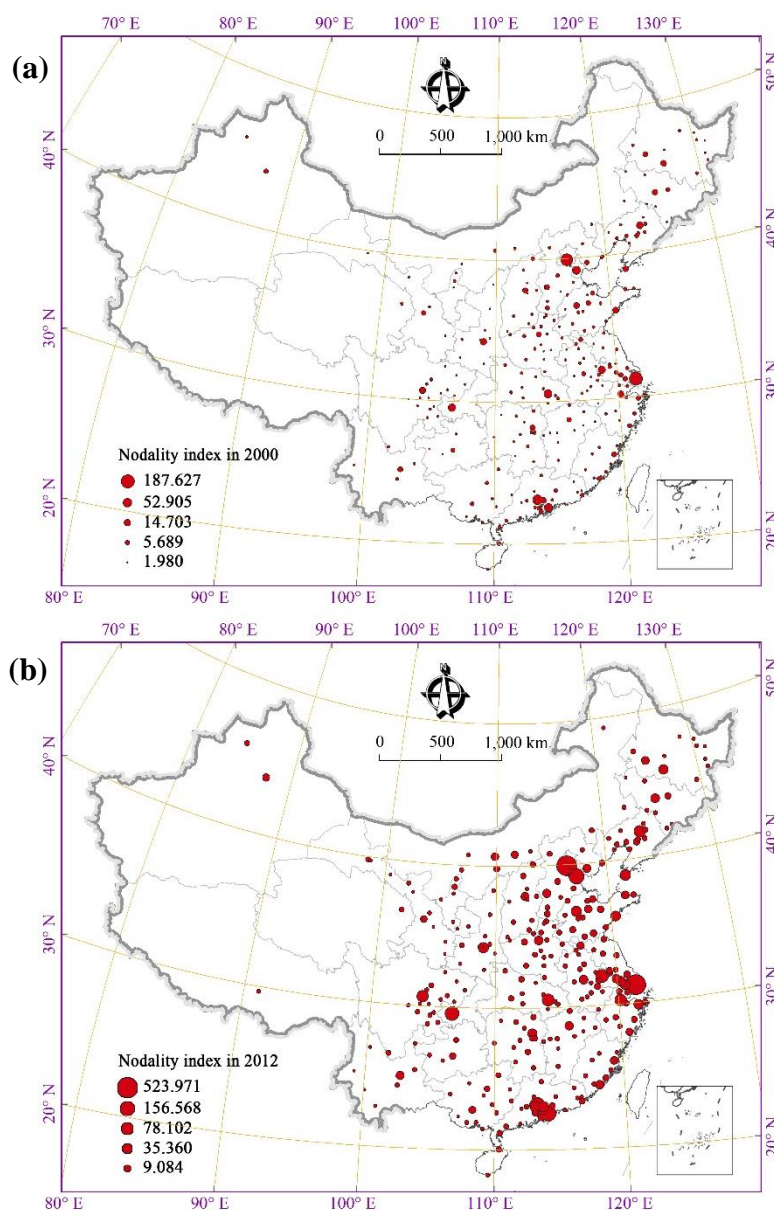 70° E 80° E 90° E 100° E 110° E 120° E 130° E
(a)
N
50° N
0 500 1,000 km
40° N
40° N
30° N
30° N
Nodality index in 2000
187.627
52.905
20° N
14.703
5.689
20° N
1.980
80° E 90° E 100° E 110° E 120° E
70° E 80° E 90° E 100° E 110° E 120° E 130° E
(b)
N
50° N
0 500 1,000 km
40° N
40° N
30° N
30° N
Nodality index in 2012
523.971
156.568
20° N
78.102
35.360
20° N
9.084
80° E 90° E 100° E 110° E 120° E